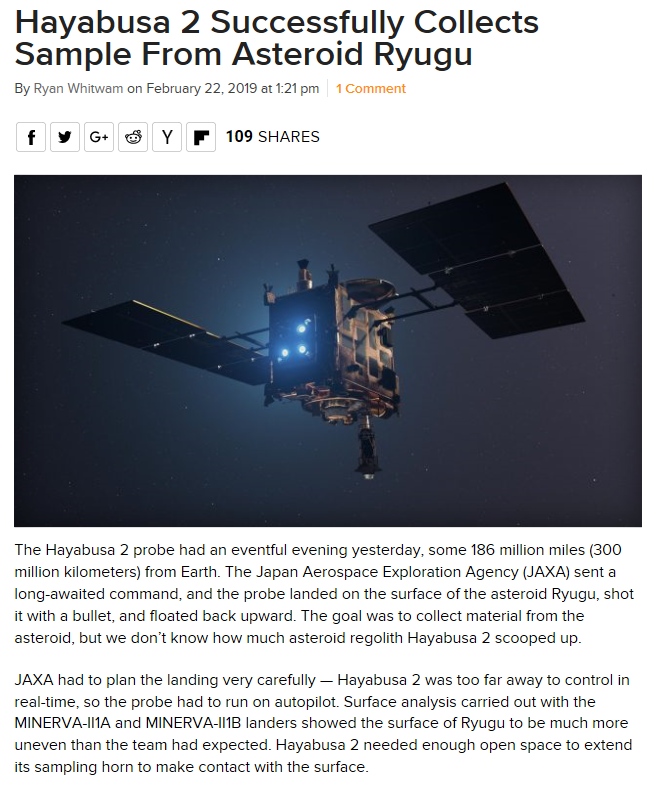 Hayabusa 2 Successfully Collects
Sample From Asteroid Ryugu
By Ryan Whitwam on February 22, 2019 at 1:21 pm 1 Comment
f G+ Y 109 SHARES
The Hayabusa 2 probe had an eventful evening yesterday, some 186 million miles (300
million kilometers) from Earth. The Japan Aerospace Exploration Agency (JAXA) sent a
long-awaited command, and the probe landed on the surface of the asteroid Ryugu, shot
it with a bullet, and floated back upward. The goal was to collect material from the
asteroid, but we don’t know how much asteroid regolith Hayabusa 2 scooped up.
JAXA had to plan the landing very carefully — Hayabusa 2 was too far away to control in
real-time, so the probe had to run on autopilot. Surface analysis carried out with the
MINERVA-II1A and MINERVA-II1B landers showed the surface of Ryugu to be much more
uneven than the team had expected. Hayabusa 2 needed enough open space to extend
its sampling horn to make contact with the surface.